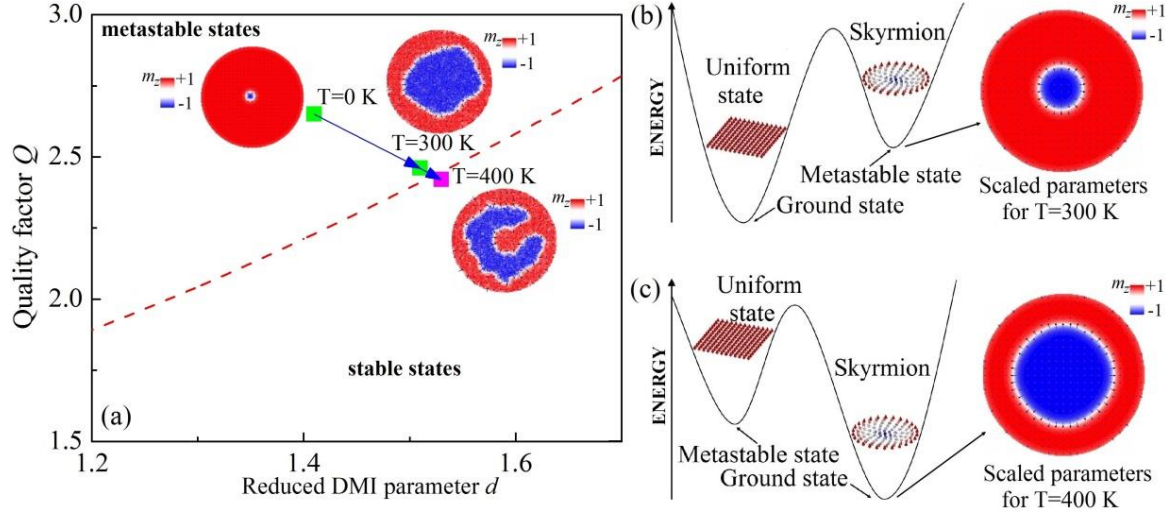 3.0
metastable states
m_z +1
-1
m_z +1
-1
T=0 K
T=300 K
T=400 K
m_z +1
-1
2.5
2.0
1.5
stable states
(a)
1.2
1.4
1.6
Quality factor Q
Reduced DMI parameter d
(b)
ENERGY
Uniform
state
Skyrmion
m_z +1
-1
Metastable state
Ground state
Scaled parameters
for T=300 K
(c)
ENERGY
Uniform
state
Skyrmion
m_z +1
-1
Metastable state
Ground state
Scaled parameters
for T=400 K